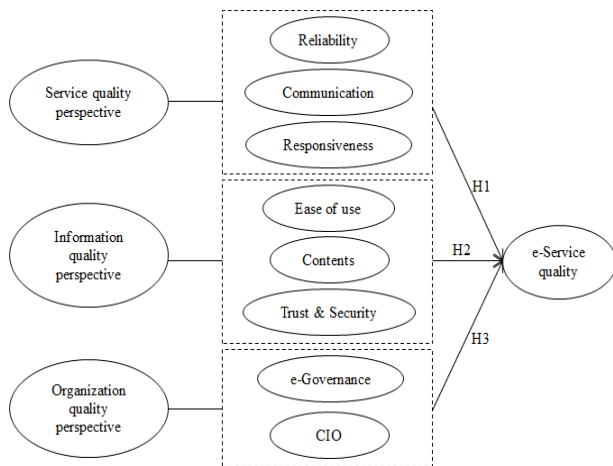 Service quality
perspective
Reliability
Communication
Responsiveness
H1
Information
quality
perspective
Ease of use
Contents
Trust & Security
H2
e-Service
quality
H3
Organization
quality
perspective
e-Governance
CIO